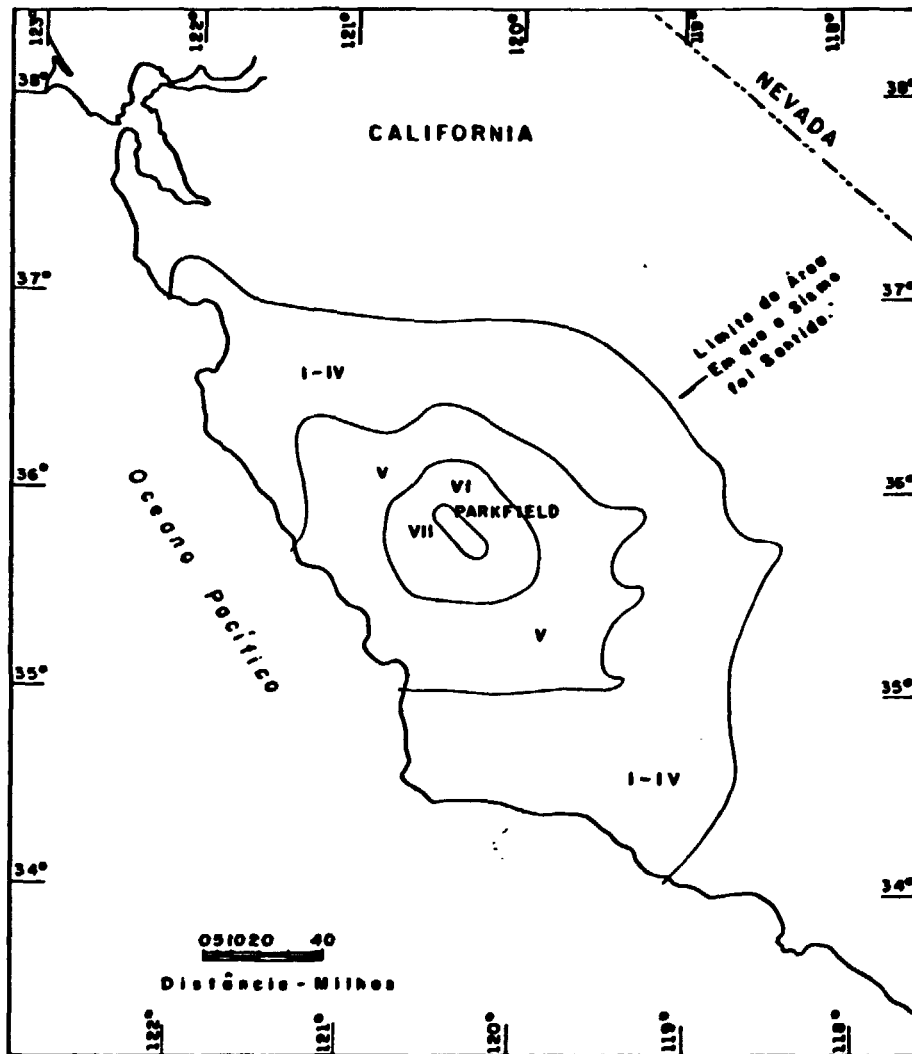 123° 122° 121° 120° 119° 118°
38° 38°
NEVADA
CALIFORNIA
37° 37°
Limite da Área
Em que o Sismo
foi Sentido.
I-IV
36° 36°
V
VI
PARKFIELD
VII
Oceano Pacífico
V
35° 35°
I-IV
34° 34°
0 5 10 20 40
Distância - Milhas
122° 121° 120° 119° 118°